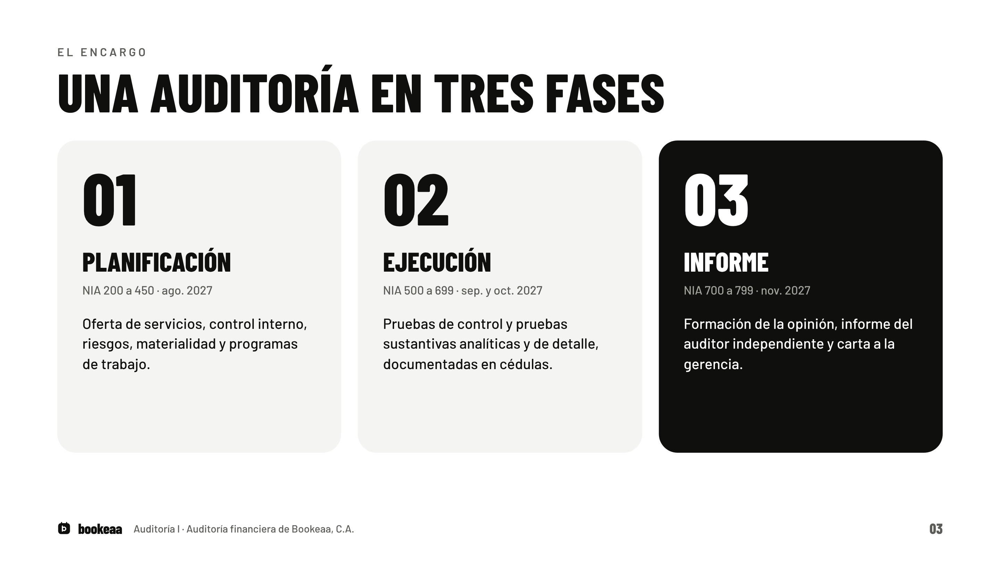 EL ENCARGO
UNA AUDITORÍA EN TRES FASES
01
PLANIFICACIÓN
NIA 200 a 450 · ago. 2027
Oferta de servicios, control interno,
riesgos, materialidad y programas
de trabajo.
02
EJECUCIÓN
NIA 500 a 699 · sep. y oct. 2027
Pruebas de control y pruebas
sustantivas analíticas y de detalle,
documentadas en cédulas.
03
INFORME
NIA 700 a 799 · nov. 2027
Formación de la opinión, informe del
auditor independiente y carta a la
gerencia.
b bookeaa Auditoría I · Auditoría financiera de Bookeaa, C.A.
03